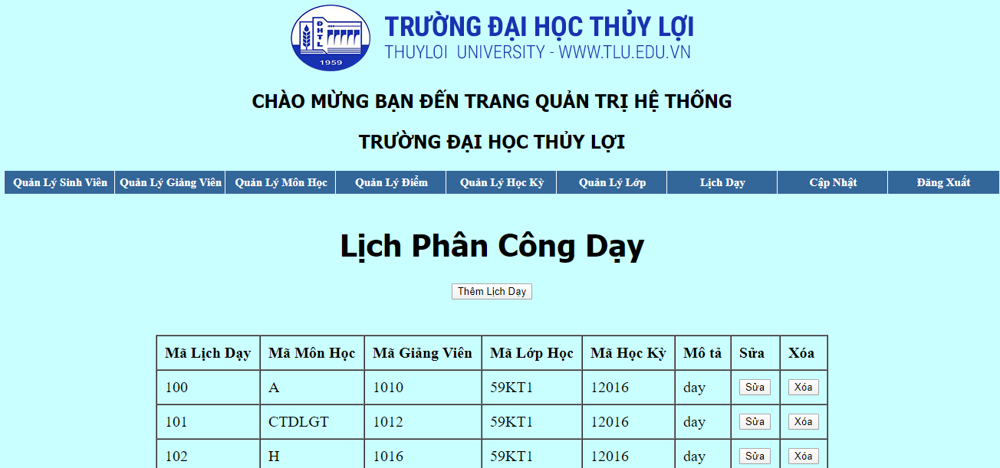 ĐHTL
1959
TRƯỜNG ĐẠI HỌC THỦY LỢI
THUYLOI UNIVERSITY - WWW.TLU.EDU.VN
CHÀO MỪNG BẠN ĐẾN TRANG QUẢN TRỊ HỆ THỐNG
TRƯỜNG ĐẠI HỌC THỦY LỢI
Quản Lý Sinh Viên Quản Lý Giảng Viên Quản Lý Môn Học Quản Lý Điểm Quản Lý Học Kỳ Quản Lý Lớp Lịch Dạy Cập Nhật Đăng Xuất
Lịch Phân Công Dạy
Thêm Lịch Dạy
Mã Lịch Dạy Mã Môn Học Mã Giảng Viên Mã Lớp Học Mã Học Kỳ Mô tả Sửa Xóa
100 A 1010 59KT1 12016 day Sửa Xóa
101 CTDLGT 1012 59KT1 12016 day Sửa Xóa
102 H 1016 59KT1 12016 day Sửa Xóa